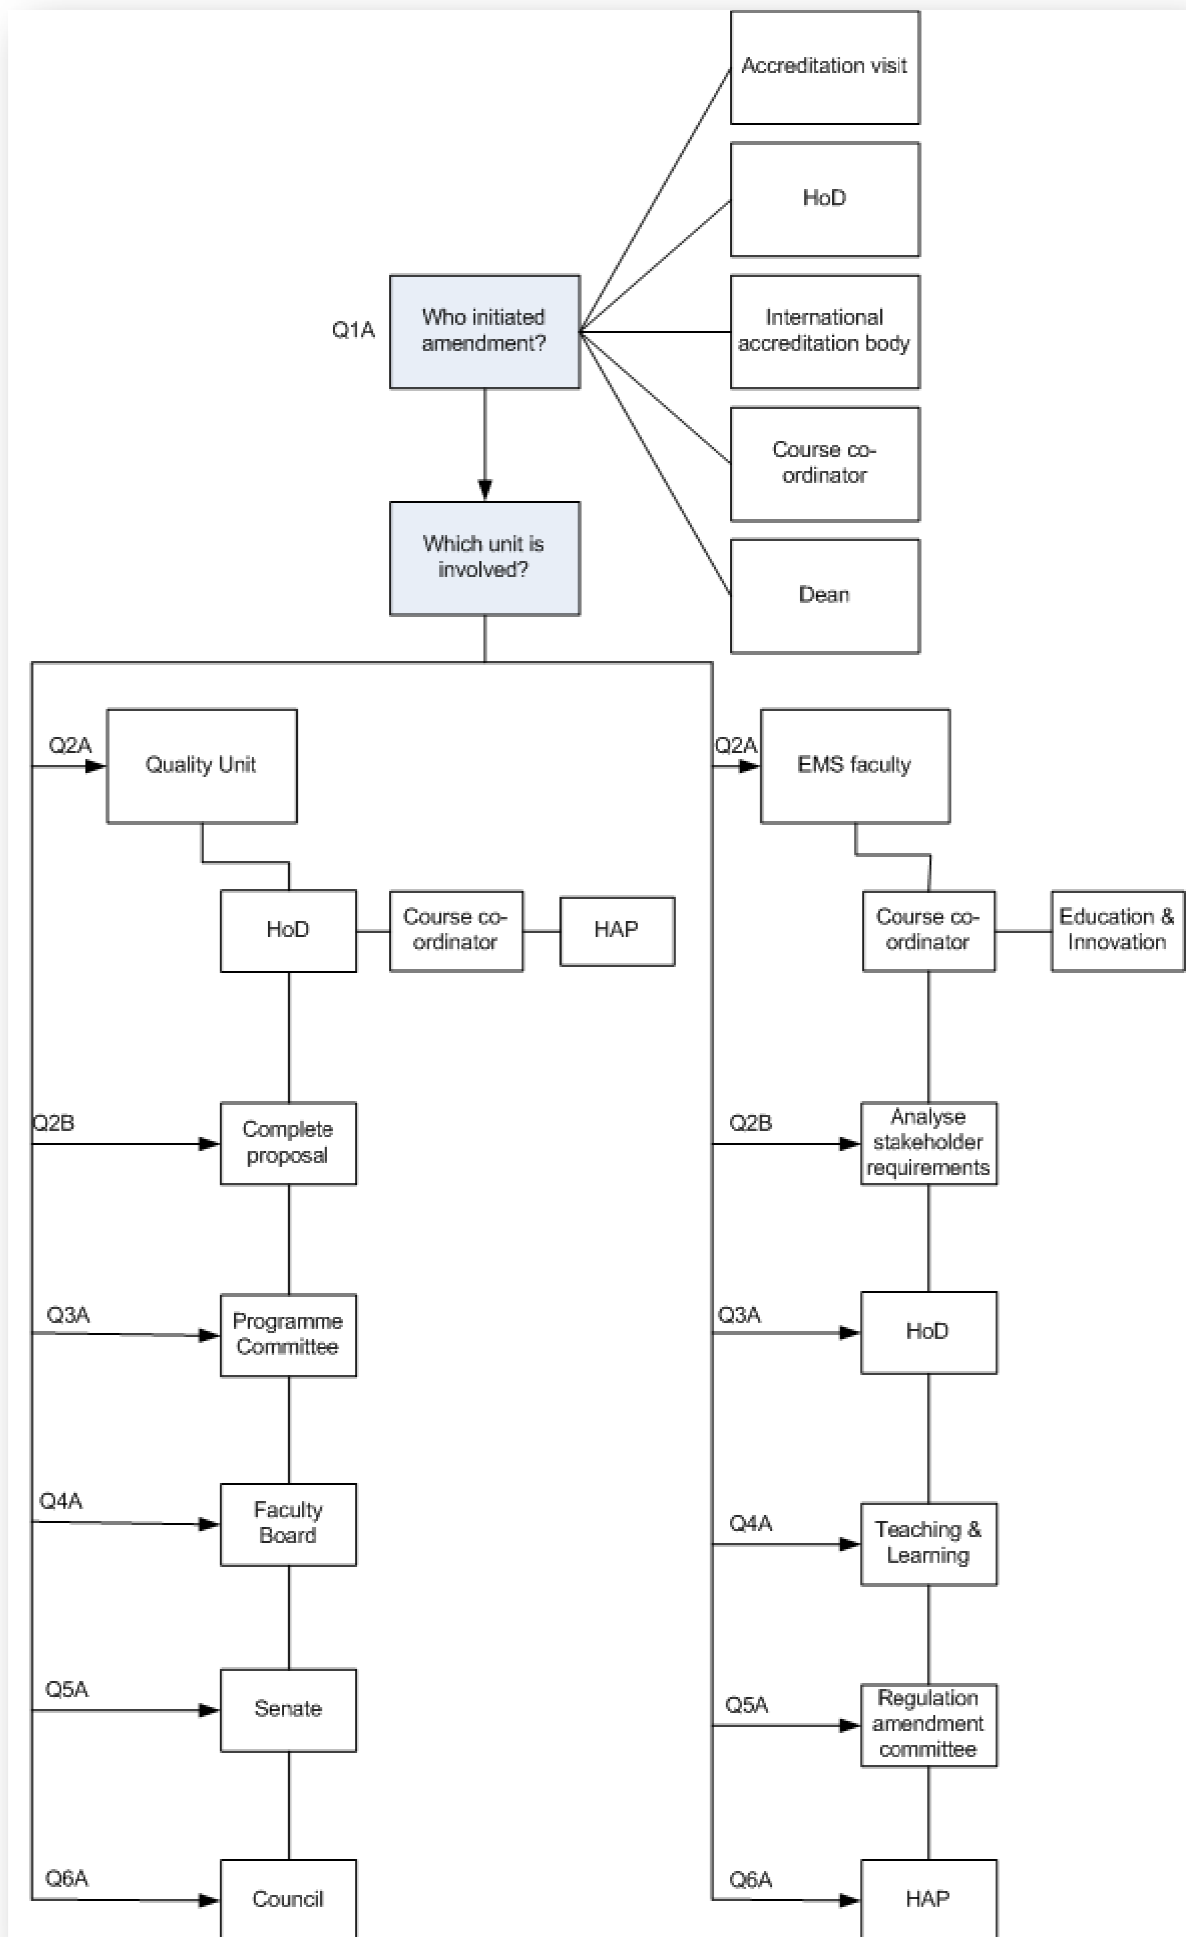 Accreditation visit
HoD
Q1A
Who initiated
amendment?
International
accreditation body
Course co-
ordinator
Which unit is
involved?
Dean
Q2A
Quality Unit
Q2A
EMS faculty
HoD
Course co-
ordinator
HAP
Course co-
ordinator
Education &
Innovation
Q2B
Complete
proposal
Q2B
Analyse
stakeholder
requirements
Q3A
Programme
Committee
Q3A
HoD
Q4A
Faculty
Board
Q4A
Teaching &
Learning
Q5A
Senate
Q5A
Regulation
amendment
committee
Q6A
Council
Q6A
HAP